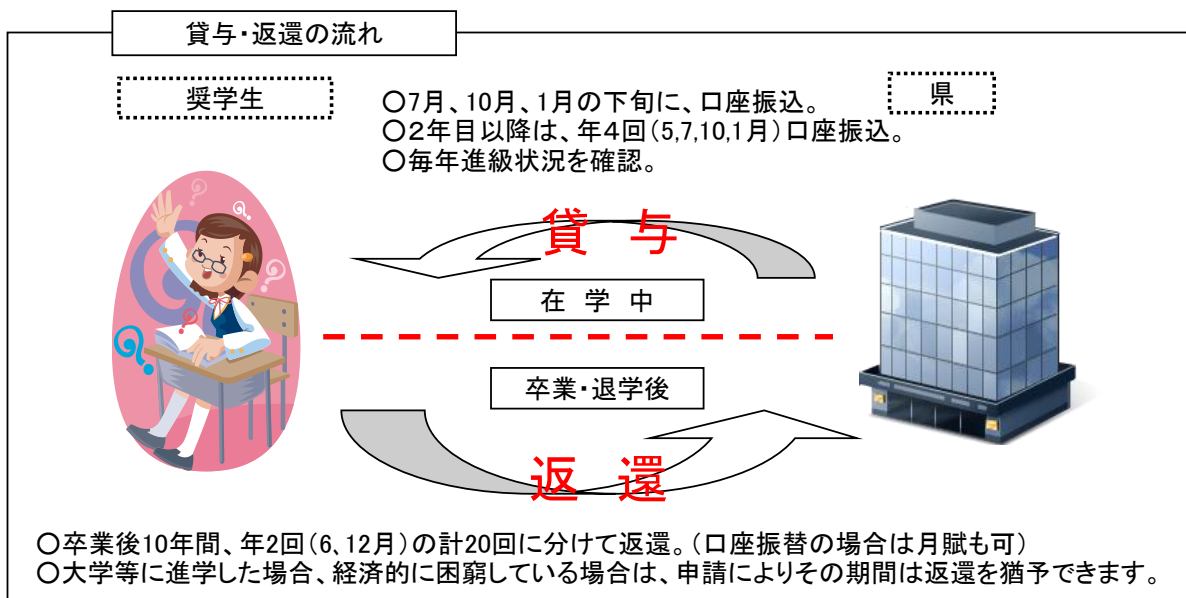 貸与・返還の流れ
奨学生
県
○7月、10月、1月の下旬に、口座振込。
○2年目以降は、年4回(5,7,10,1月)口座振込。
○毎年進級状況を確認。
貸 与
在 学 中
卒業・退学後
返 還
○卒業後10年間、年2回(6、12月)の計20回に分けて返還。(口座振替の場合は月賦も可)
○大学等に進学した場合、経済的に困窮している場合は、申請によりその期間は返還を猶予できます。